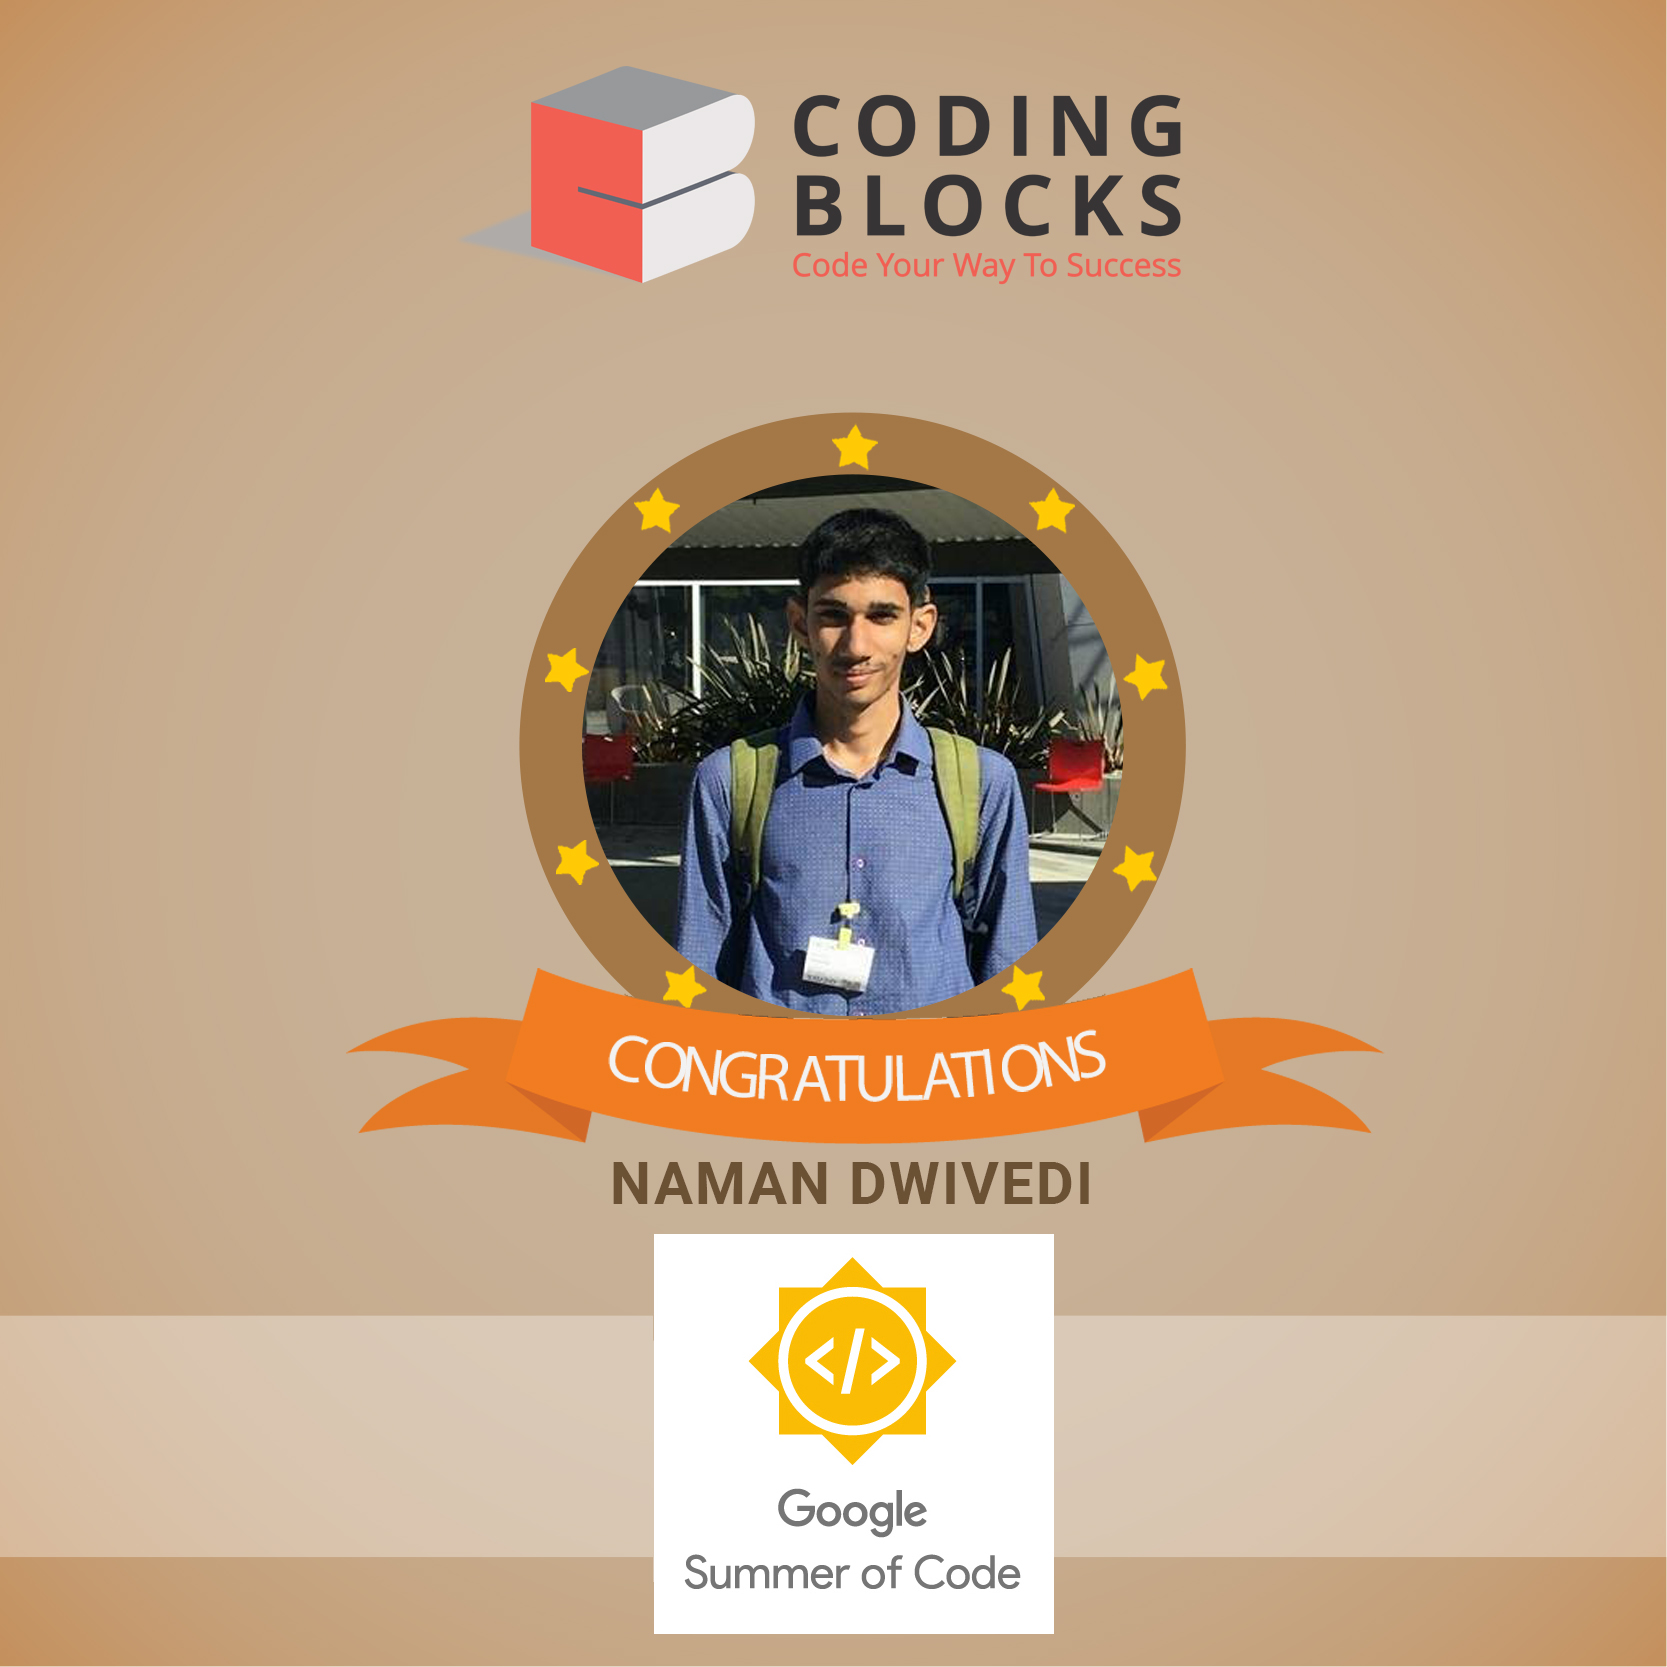 CODING
BLOCKS
Code Your Way To Success
CONGRATULATIONS
NAMAN DWIVEDI
</>
Google
Summer of Code